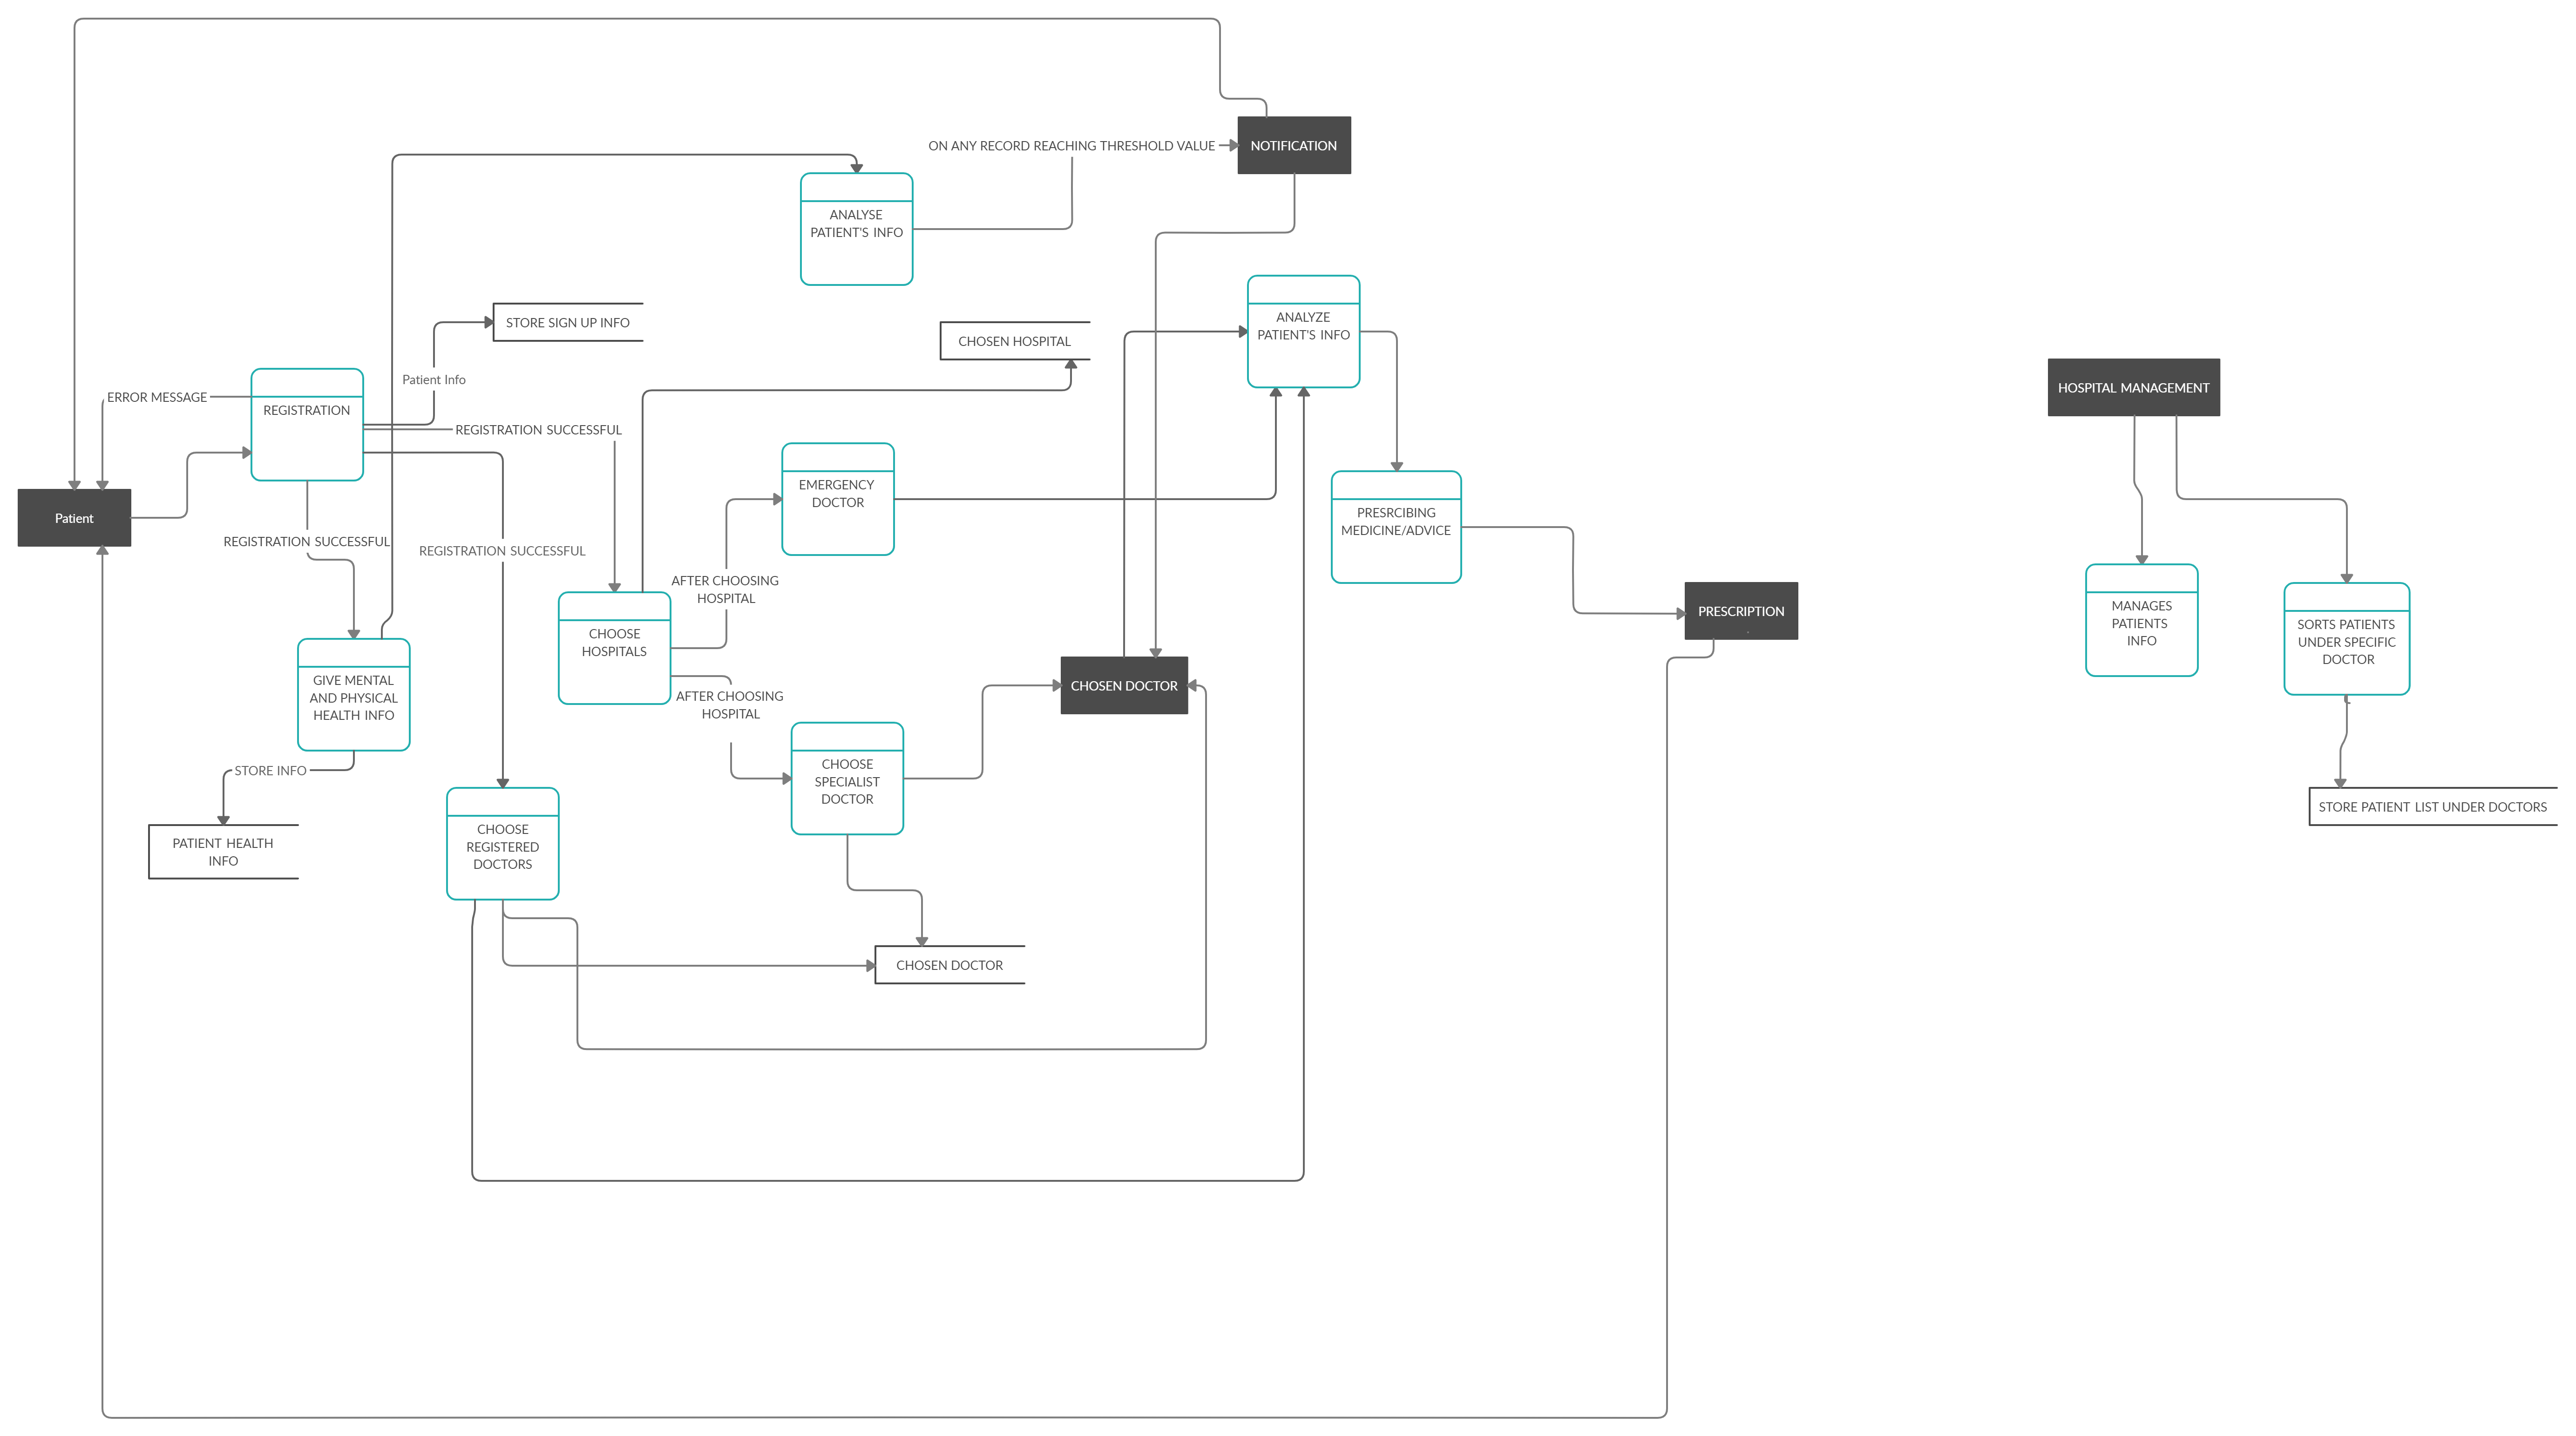 ON ANY RECORD REACHING THRESHOLD VALUE
NOTIFICATION
ANALYSE
PATIENT'S INFO
STORE SIGN UP INFO
ANALYZE
PATIENT'S INFO
CHOSEN HOSPITAL
Patient Info
HOSPITAL MANAGEMENT
ERROR MESSAGE
REGISTRATION
REGISTRATION SUCCESSFUL
EMERGENCY
DOCTOR
Patient
PRESRCIBING
MEDICINE/ADVICE
REGISTRATION SUCCESSFUL
REGISTRATION SUCCESSFUL
AFTER CHOOSING
HOSPITAL
PRESCRIPTION
MANAGES
PATIENTS
INFO
CHOOSE
HOSPITALS
SORTS PATIENTS
UNDER SPECIFIC
DOCTOR
GIVE MENTAL
AND PHYSICAL
HEALTH INFO
AFTER CHOOSING
HOSPITAL
CHOSEN DOCTOR
CHOOSE
SPECIALIST
DOCTOR
STORE INFO
STORE PATIENT LIST UNDER DOCTORS
CHOOSE
REGISTERED
DOCTORS
PATIENT HEALTH
INFO
CHOSEN DOCTOR